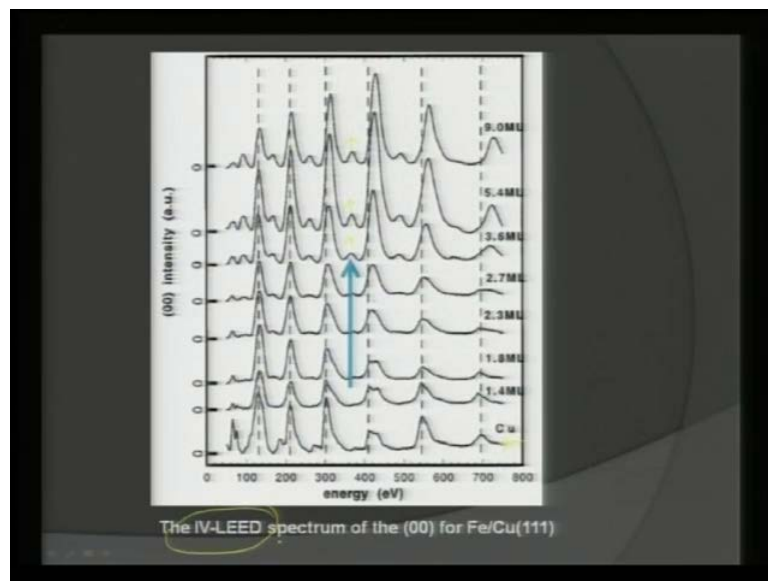 9.0ML
5.4ML
3.6ML
2.7ML
2.3ML
1.8ML
1.4ML
Cu
(00) intensity (a.u.)
0
0
0
0
0
0
0
0
0 100 200 300 400 500 600 700 800
energy (eV)
The IV-LEED spectrum of the (00) for Fe/Cu(111)